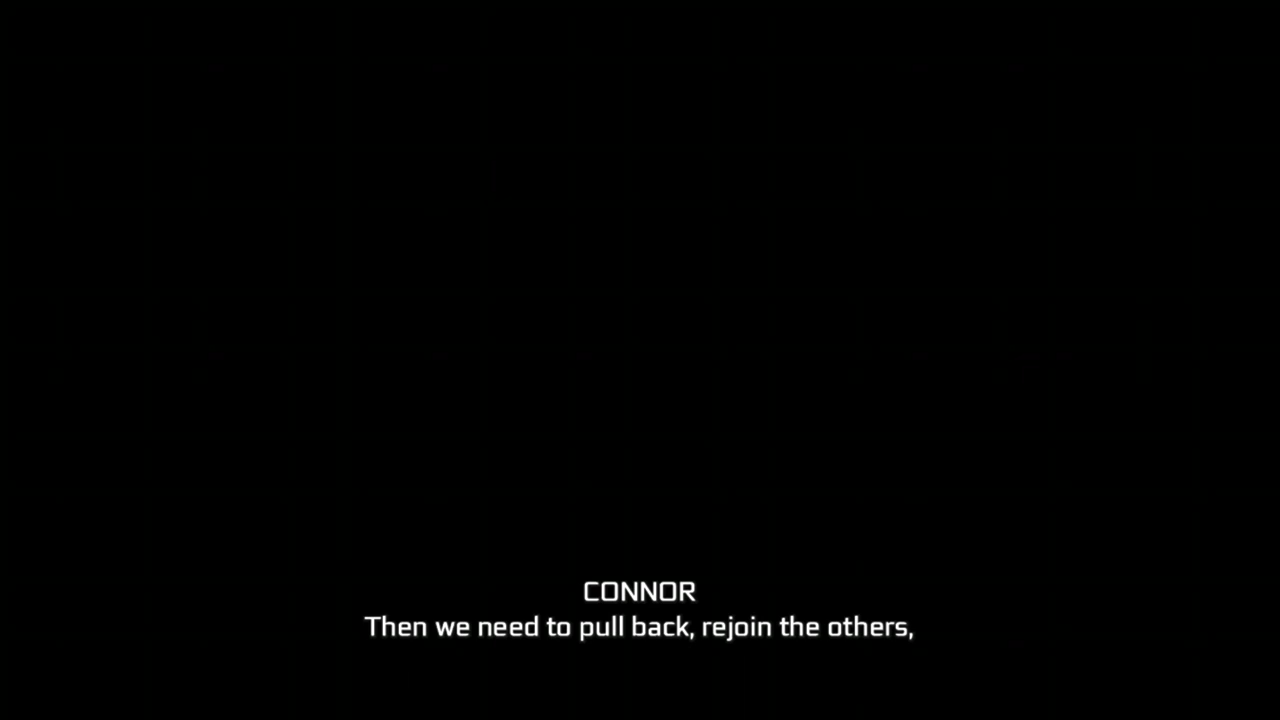 CONNOR
Then we need to pull back, rejoin the others,